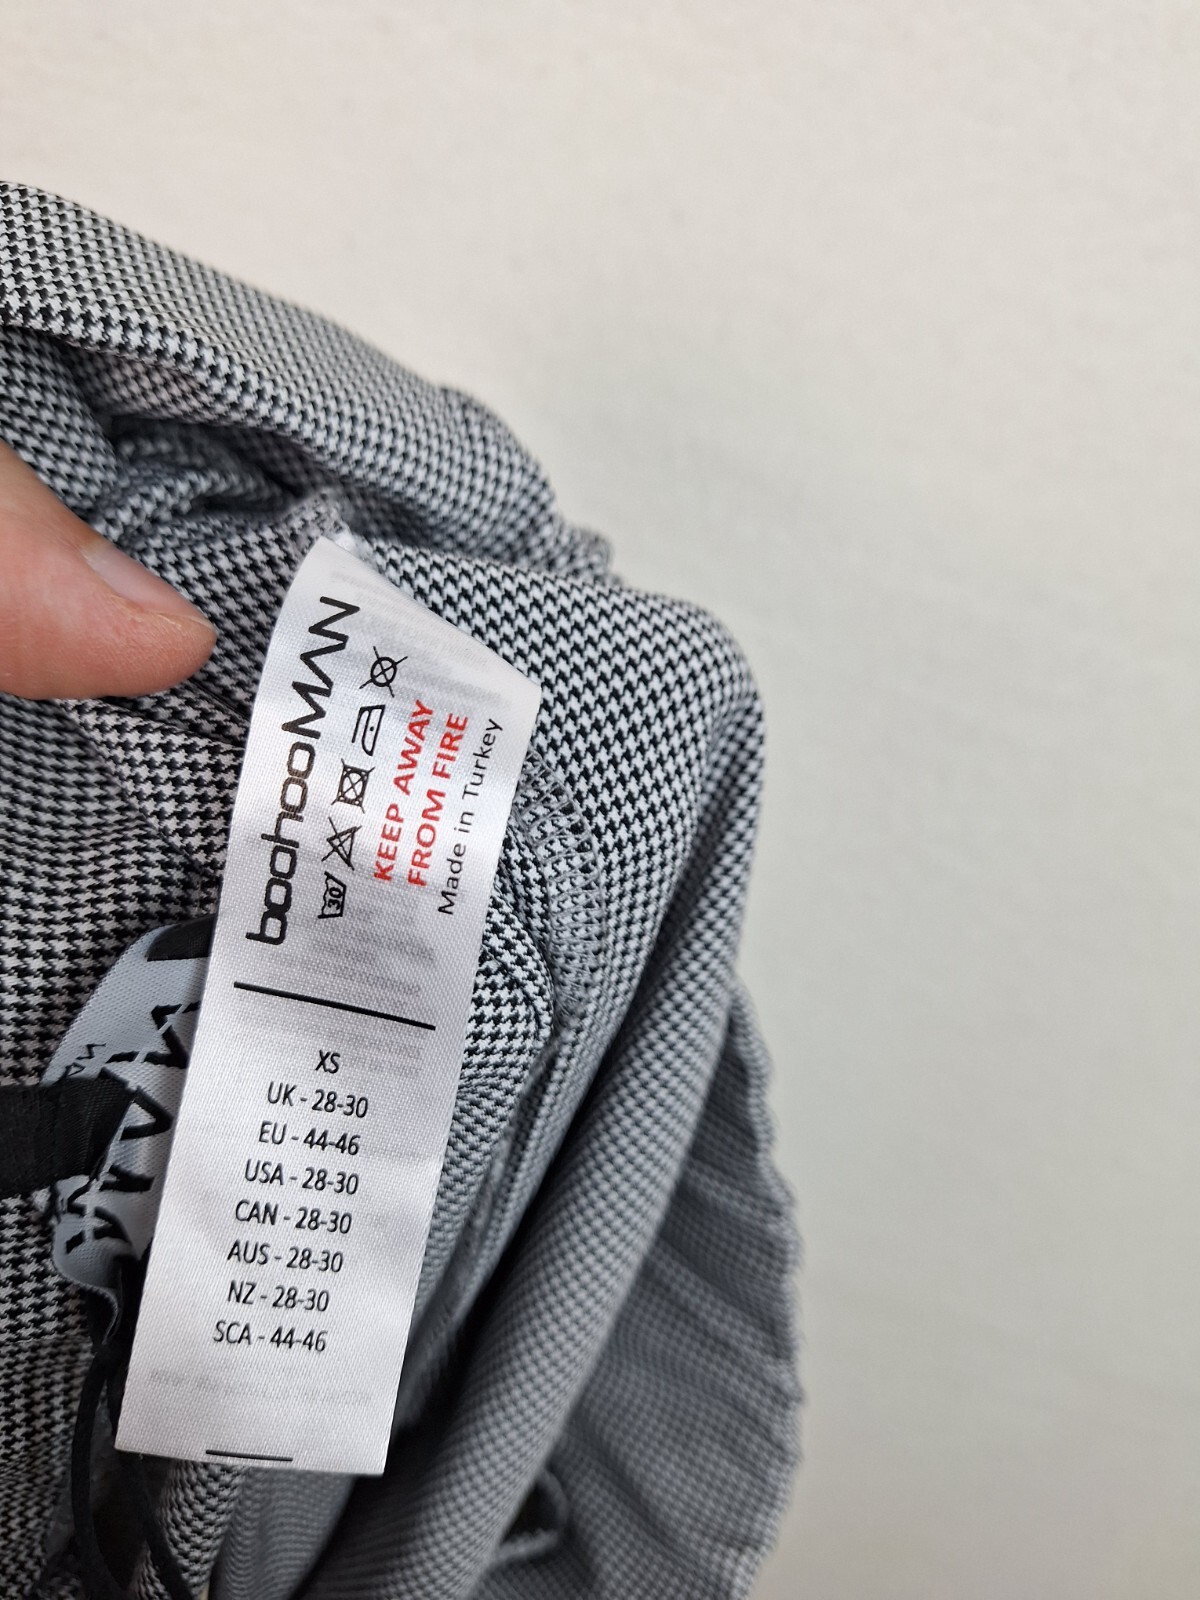 boohooMAN
30
KEEP AWAY
FROM FIRE
Made in Turkey
XS
UK - 28-30
EU - 44-46
USA - 28-30
CAN - 28-30
AUS - 28-30
NZ - 28-30
SCA - 44-46